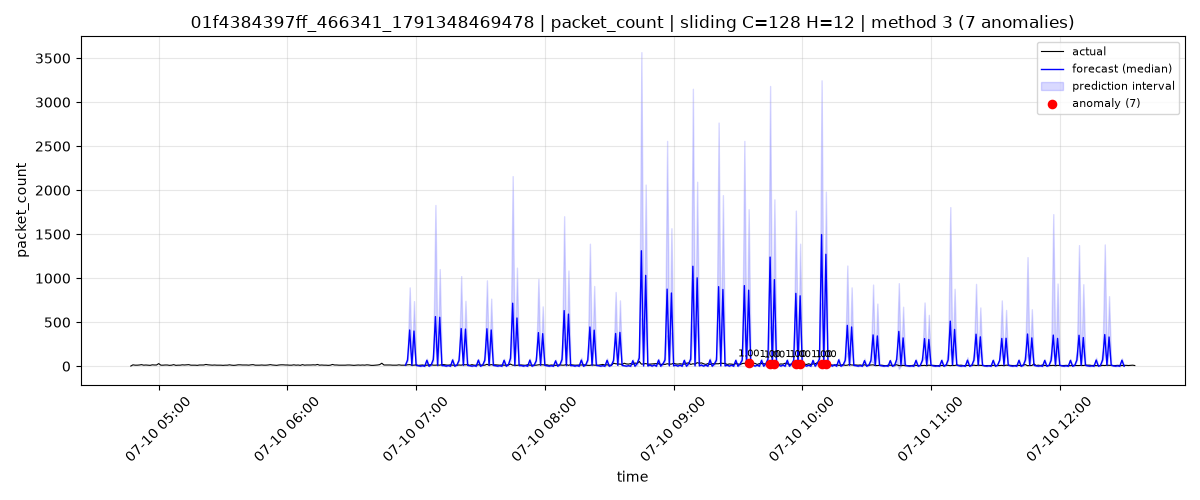 01f4384397ff_466341_1791348469478 | packet_count | sliding C=128 H=12 | method 3 (7 anomalies)
packet_count
3500
3000
2500
2000
1500
1000
500
0
actual
forecast (median)
prediction interval
anomaly (7)
1.00
07-10 05:00
07-10 06:00
07-10 07:00
07-10 08:00
07-10 09:00
07-10 10:00
07-10 11:00
07-10 12:00
time